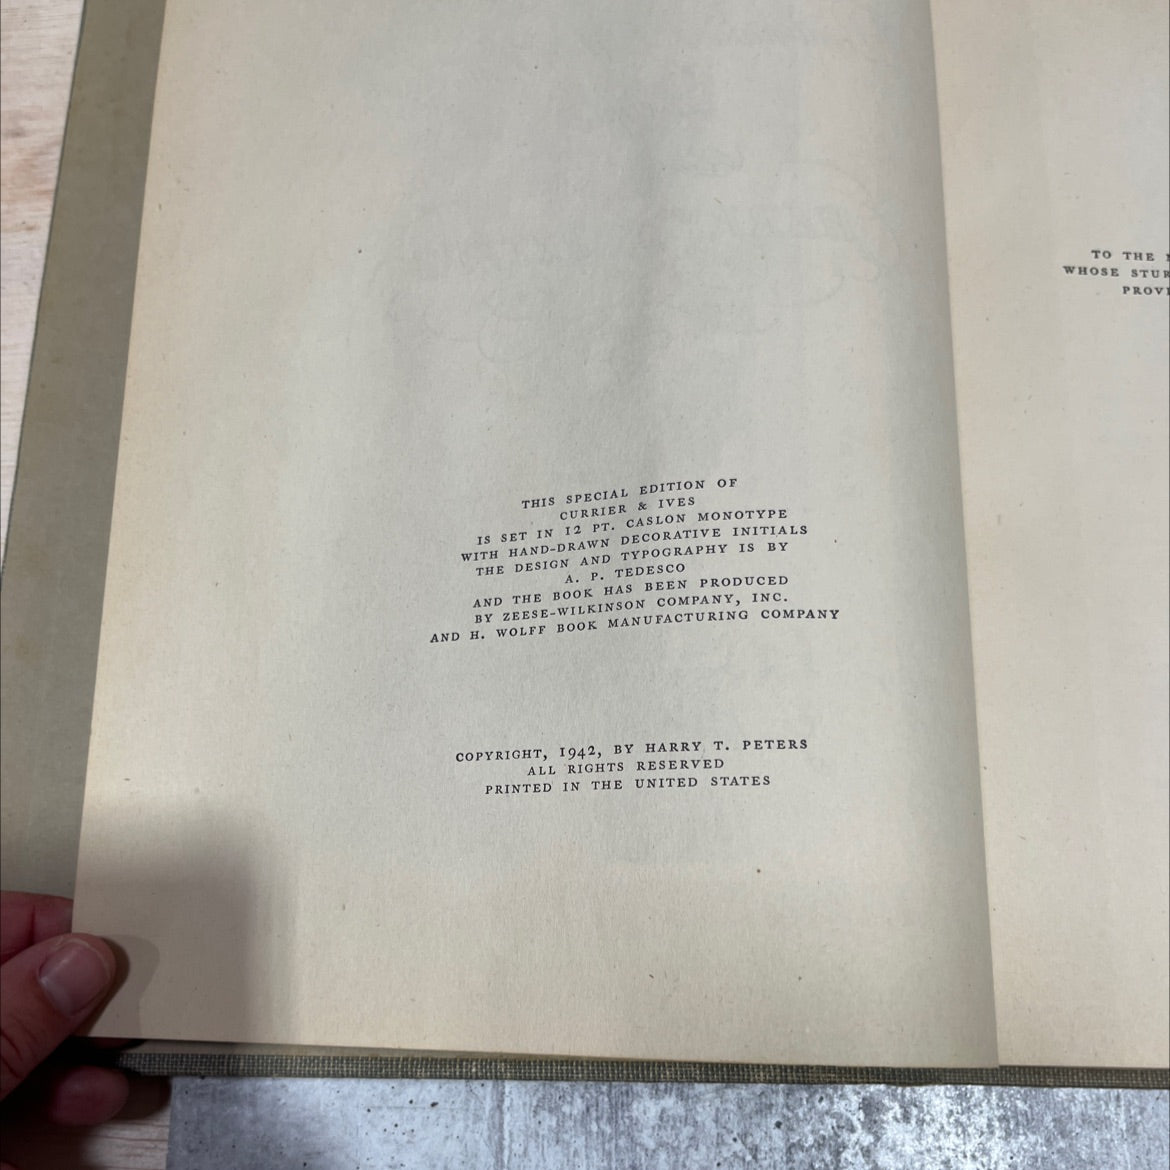 THIS SPECIAL EDITION OF
CURRIER & IVES
IS SET IN 12 PT. CASLON MONOTYPE
WITH HAND-DRAWN DECORATIVE INITIALS
THE DESIGN AND TYPOGRAPHY IS BY
A. P. TEDESCO
AND THE BOOK HAS BEEN PRODUCED
BY ZEESE-WILKINSON COMPANY, INC.
AND H. WOLFF BOOK MANUFACTURING COMPANY
COPYRIGHT, 1942, BY HARRY T. PETERS
ALL RIGHTS RESERVED
PRINTED IN THE UNITED STATES
TO THE
WHOSE STUR
PROVI